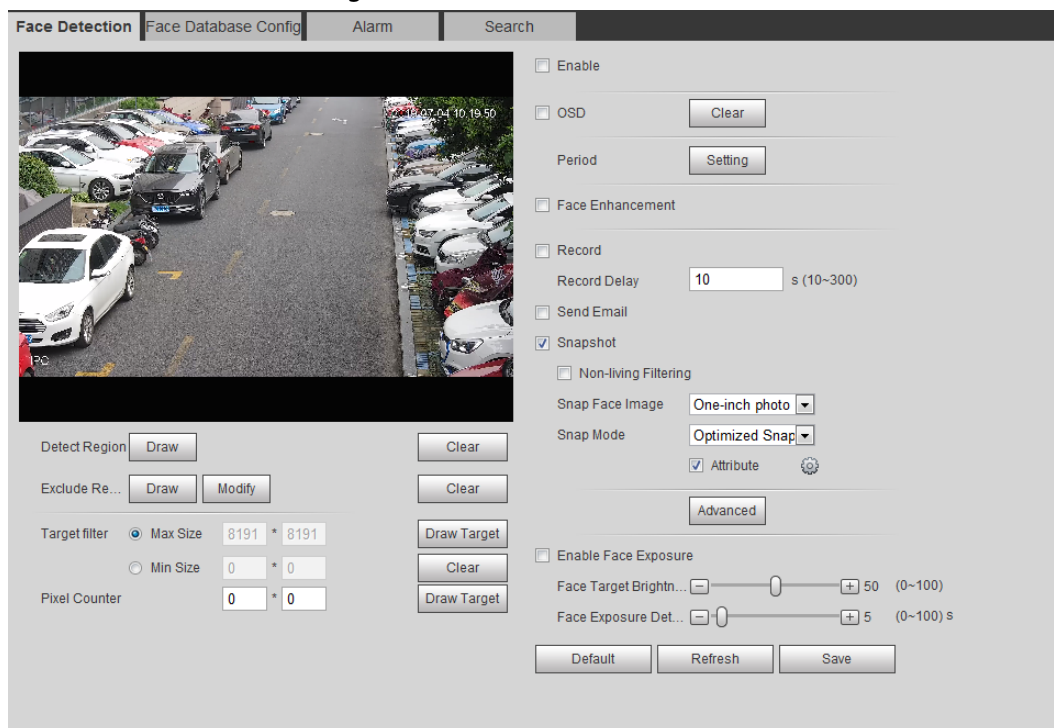 Face Detection Face Database Config Alarm Search
Enable
OSD Clear
Period Setting
Face Enhancement
Record
Record Delay 10 s (10~300)
Send Email
Snapshot
Non-living Filtering
Snap Face Image One-inch photo
Snap Mode Optimized Snap
Attribute
Advanced
Enable Face Exposure
Face Target Brightn... 50 (0~100)
Face Exposure Det... 5 (0~100) s
Default Refresh Save
10:19:50
IPC
Detect Region Draw Clear
Exclude Re... Draw Modify Clear
Target filter Max Size 8191 * 8191 Draw Target
Min Size 0 * 0 Clear
Pixel Counter 0 * 0 Draw Target